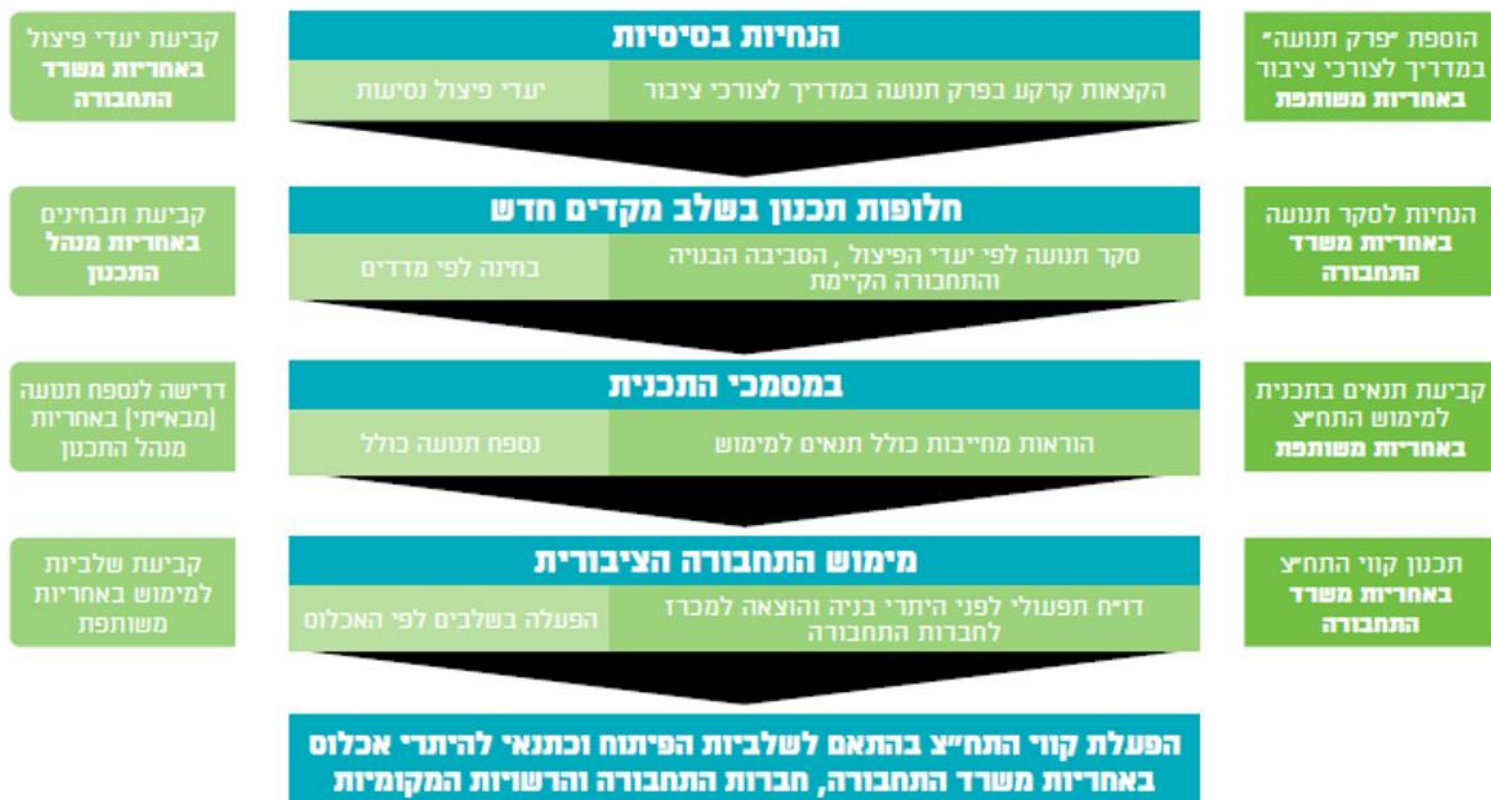 הוספת "פרק תנועה"
במדריך לצורכי ציבור
באחריות משותפת
הנחיות בסיסיות
הקצאות קרקע בפרק תנועה במדריך לצורכי ציבור
יעדי פיצול נסיעות
קביעת יעדי פיצול
באחריות משרד
התחבורה
הנחיות לסקר תנועה
באחריות משרד
התחבורה
חלופות תכנון בשלב מקדים חדש
סקר תנועה לפי יעדי הפיצול , הסביבה הבנויה
והתחבורה הקיימת
בחינה לפי מדדים
קביעת תבחינים
באחריות מנהל
התכנון
קביעת תנאים בתכנית
למימוש התח"צ
באחריות משותפת
במסמכי התכנית
הוראות מחייבות כולל תנאים למימוש
נספח תנועה כולל
דרישה לנספח תנועה
(מבא"תי) באחריות
מנהל התכנון
תכנון קווי התח"צ
באחריות משרד
התחבורה
מימוש התחבורה הציבורית
דו"ח תפעולי לפני היתרי בניה והוצאה למכרז
לחברות התחבורה
הפעלה בשלבים לפי האכלוס
קביעת שלביות
למימוש באחריות
משותפת
הפעלת קווי התח"צ בהתאם לשלביות הפיתוח וכתנאי להיתרי אכלוס
באחריות משרד התחבורה, חברות התחבורה והרשויות המקומיות